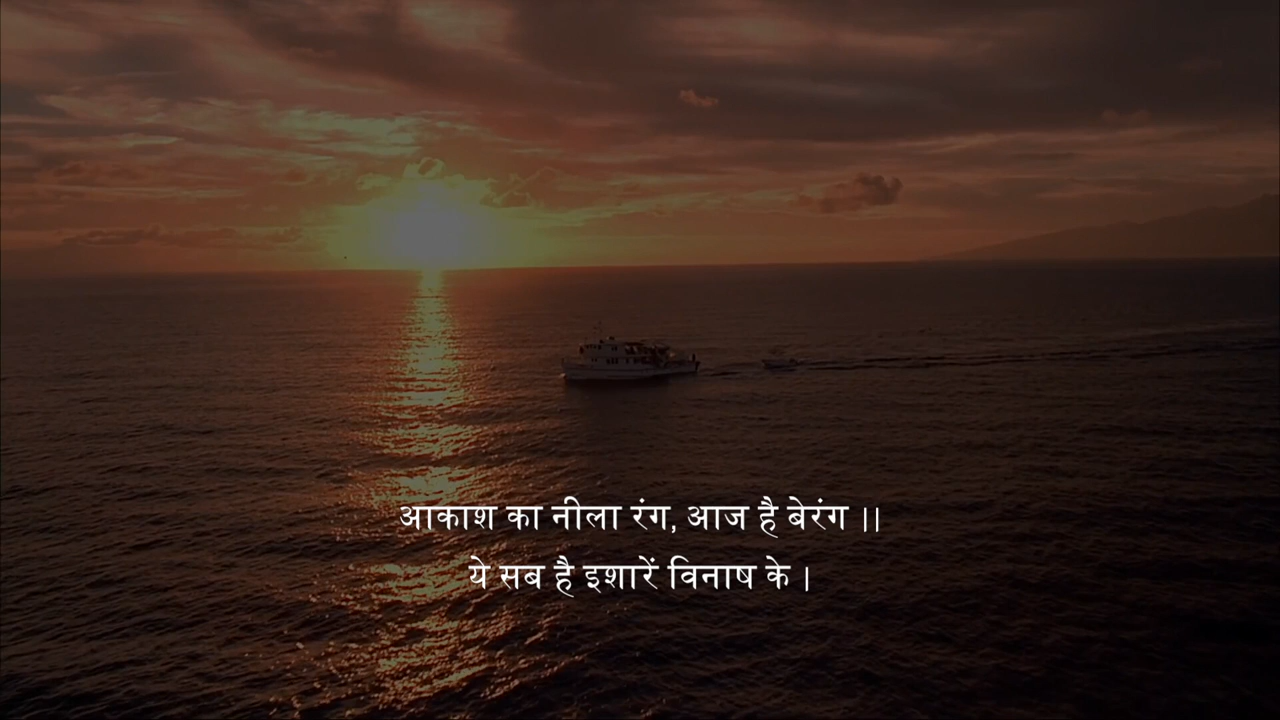 आकाश का नीला रंग, आज है बेरंग ।।
ये सब है इशारें विनाष के ।